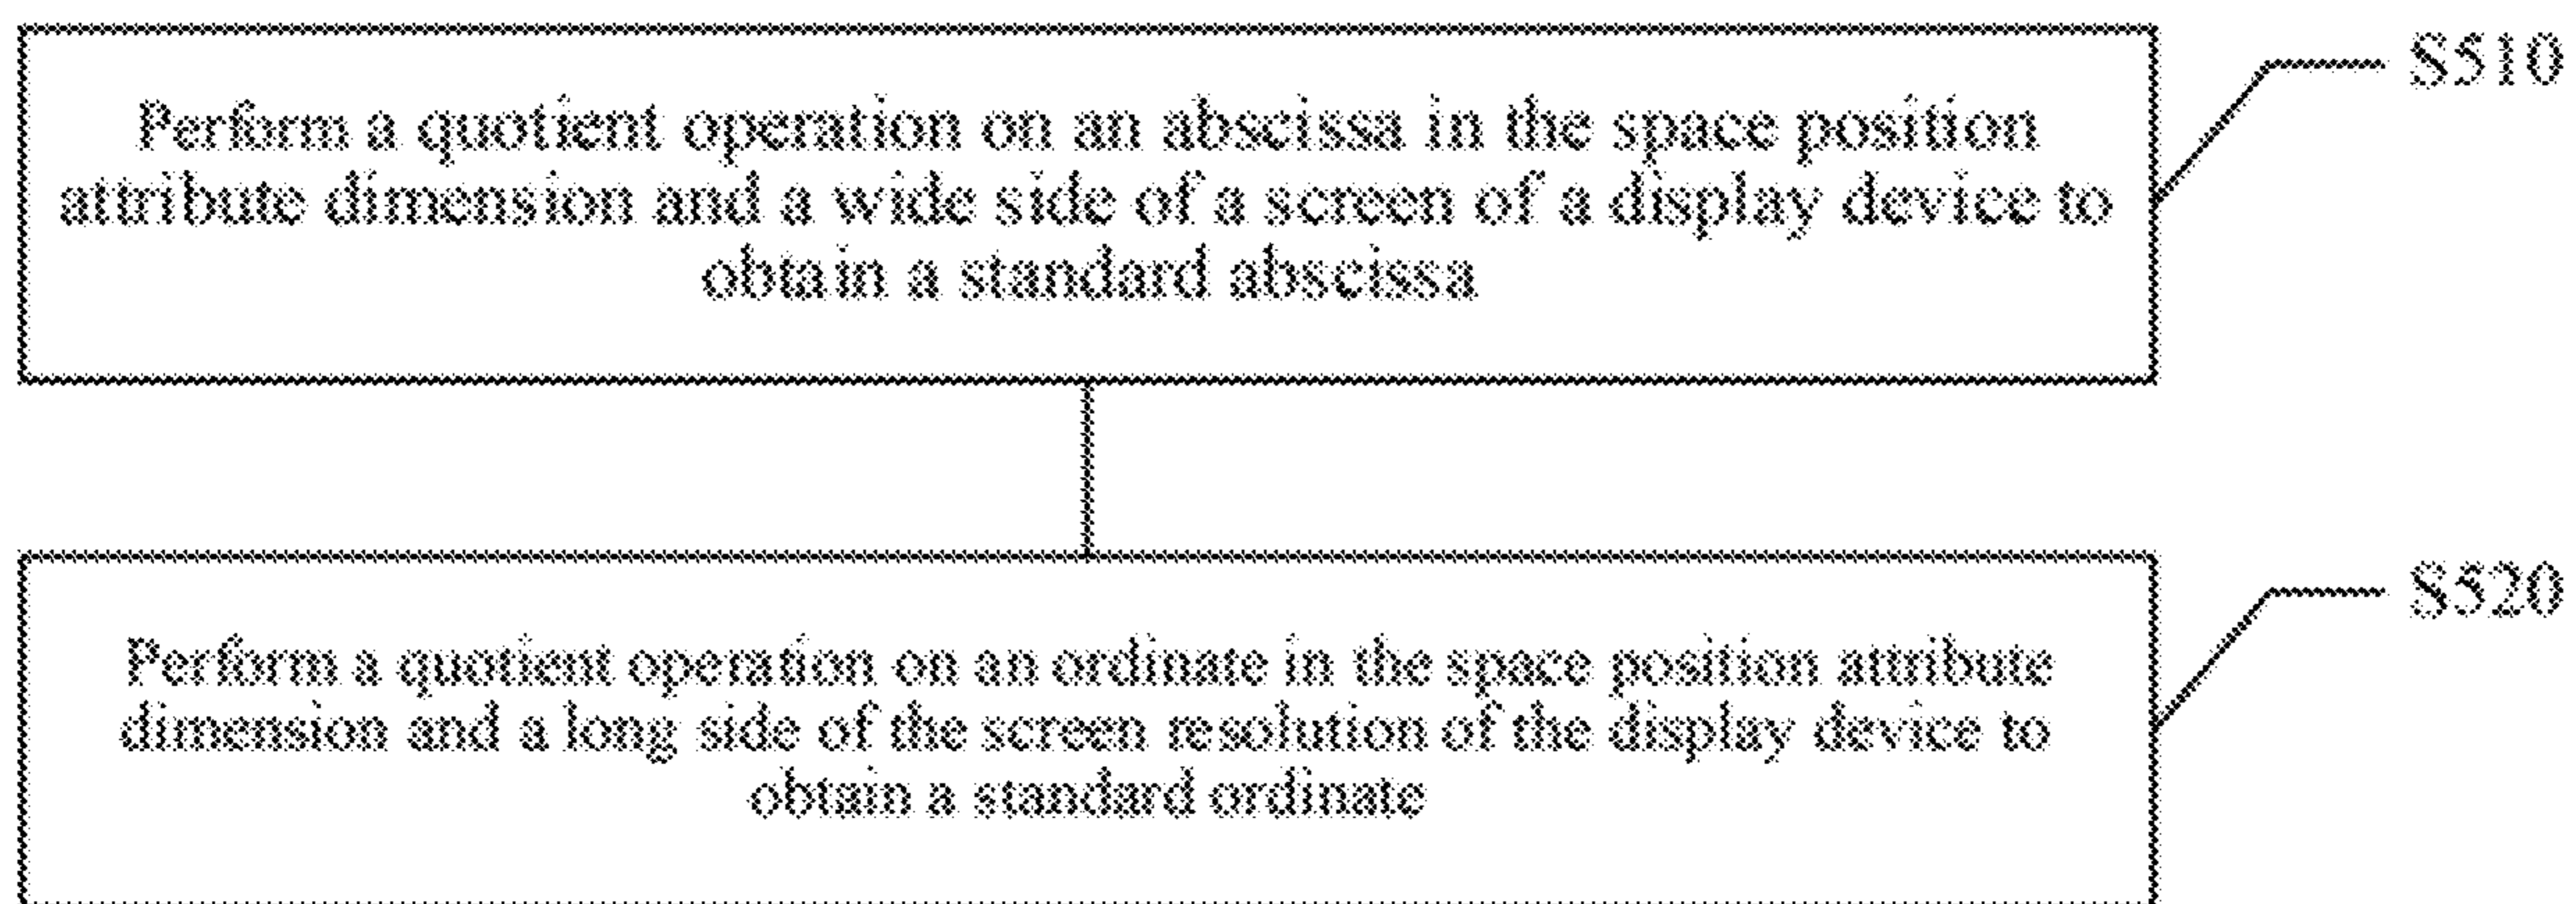 S510
Perform a quotient operation on an abscissa in the space position
attribute dimension and a wide side of a screen of a display device to
obtain a standard abscissa
S520
Perform a quotient operation on an ordinate in the space position attribute
dimension and a long side of the screen resolution of the display device to
obtain a standard ordinate